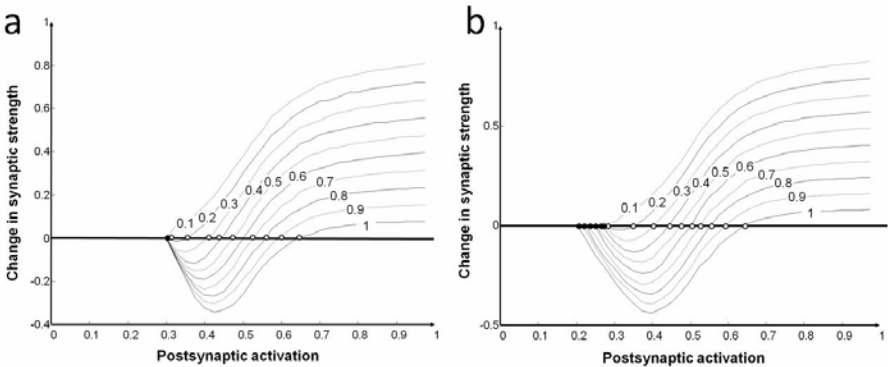 a
1
0.8
0.6
0.4
0.2
0
-0.2
-0.4
Change in synaptic strength
0.1 0.2 0.3 0.4 0.5 0.6 0.7 0.8 0.9 1
0 0.1 0.2 0.3 0.4 0.5 0.6 0.7 0.8 0.9 1
Postsynaptic activation
b
1
0.5
0
-0.5
Change in synaptic strength
0.1 0.2 0.3 0.4 0.5 0.6 0.7 0.8 0.9 1
0 0.1 0.2 0.3 0.4 0.5 0.6 0.7 0.8 0.9 1
Postsynaptic activation